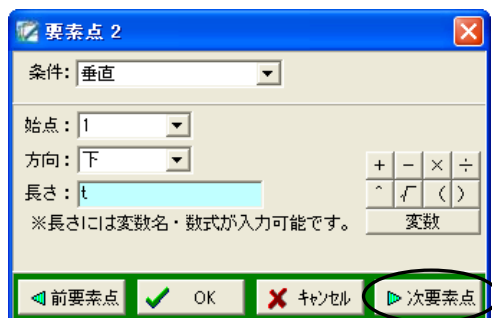 要素点 2
条件: 垂直
始点: 1
方向: 下
長さ: t
+ - × ÷
^ √ ( )
※長さには変数名・数式が入力可能です。
変数
前要素点 OK キャンセル 次要素点